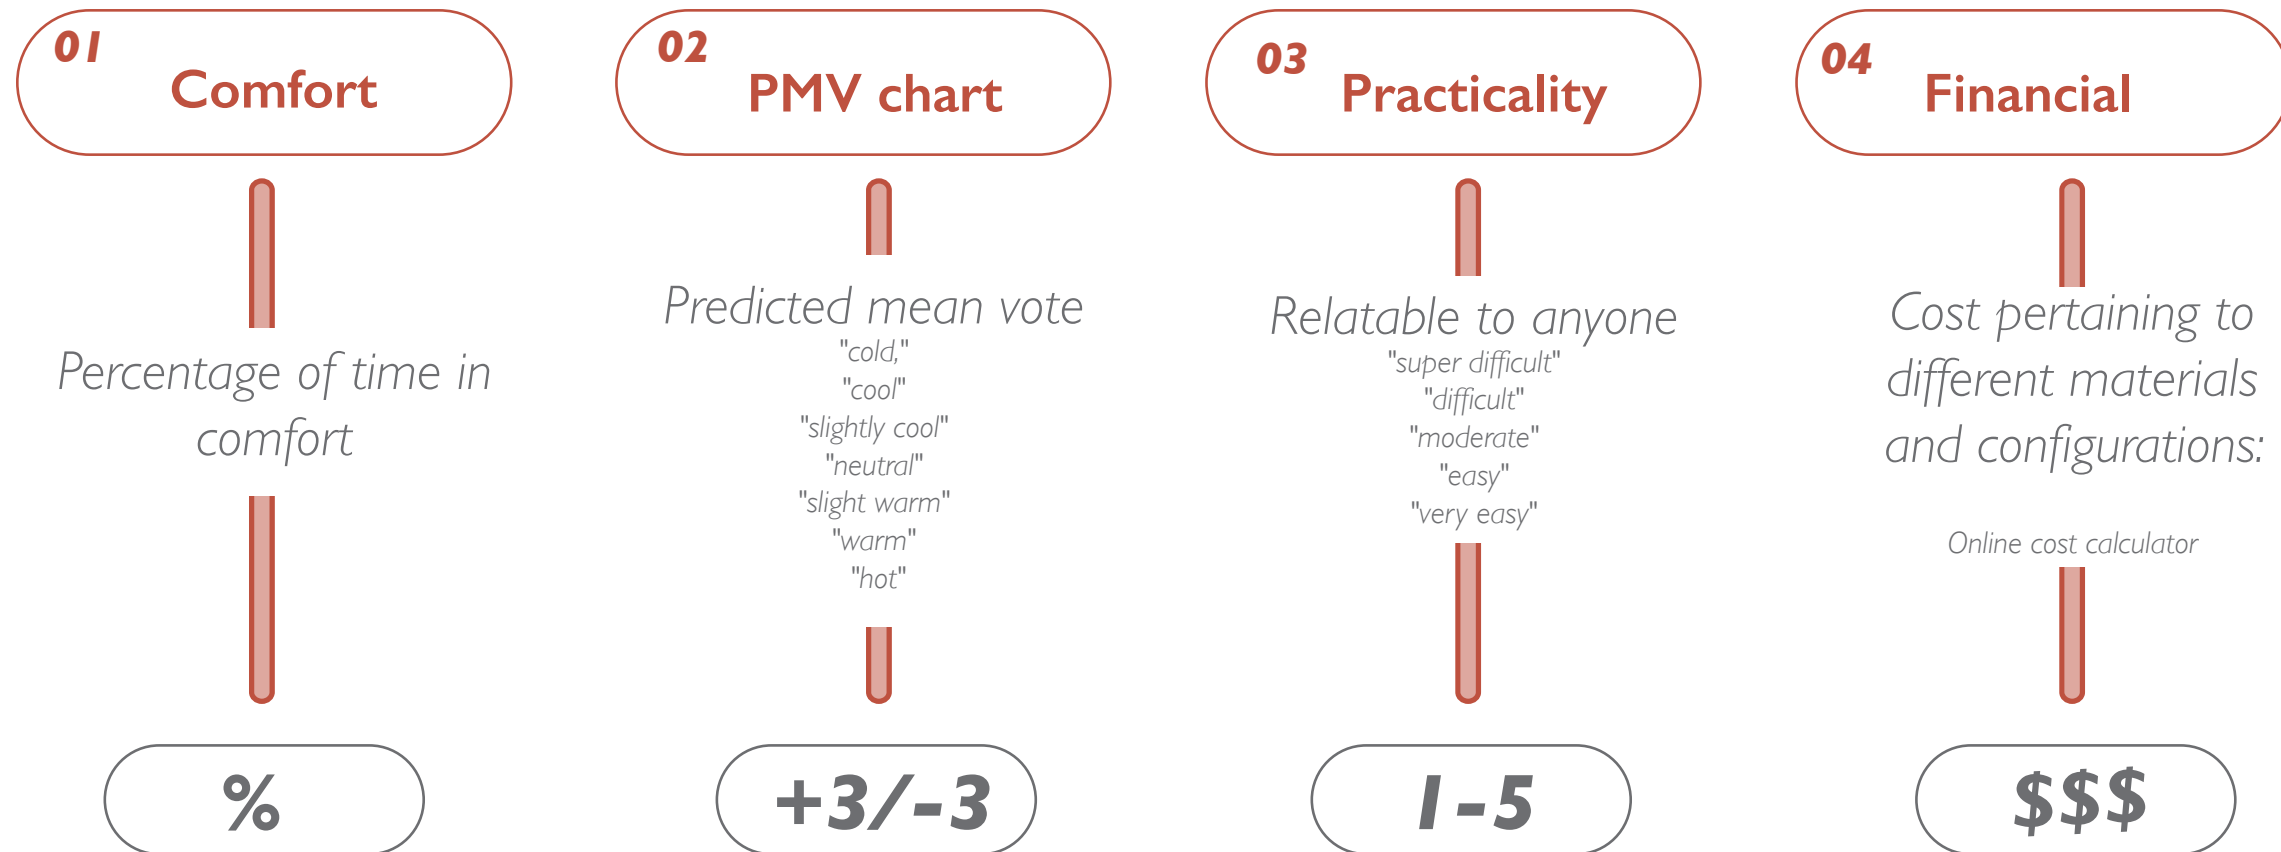 01
Comfort
Percentage of time in
comfort
%
02
PMV chart
Predicted mean vote
"cold,"
"cool"
"slightly cool"
"neutral"
"slight warm"
"warm"
"hot"
+3/-3
03
Practicality
Relatable to anyone
"super difficult"
"difficult"
"moderate"
"easy"
"very easy"
1-5
04
Financial
Cost pertaining to
different materials
and configurations:
Online cost calculator
$$$